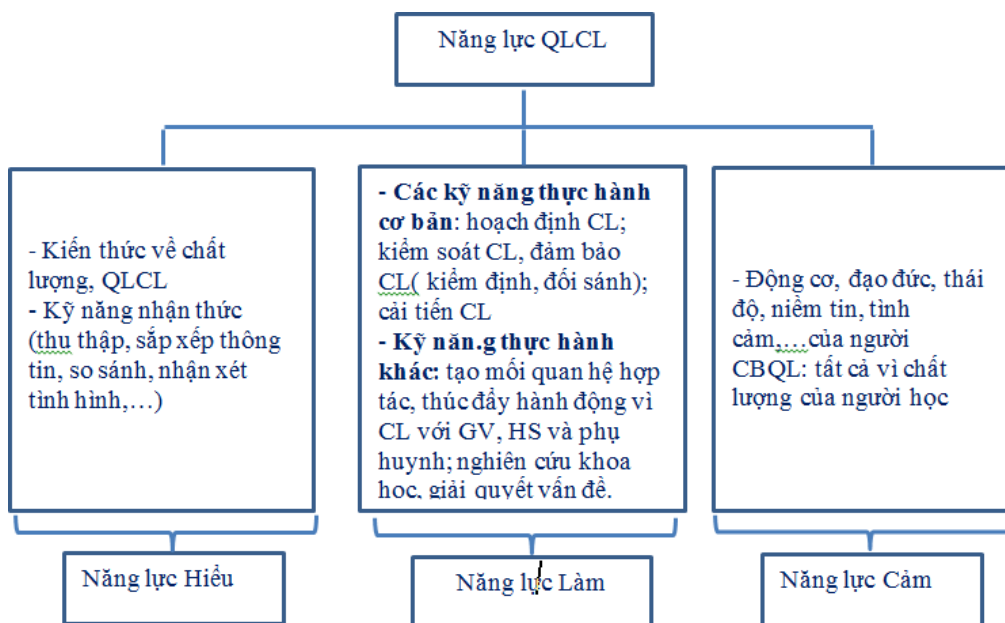 Năng lực QLCL
- Kiến thức về chất
lượng, QLCL
- Kỹ năng nhận thức
(thu thập, sắp xếp thông
tin, so sánh, nhận xét
tình hình,…)
- Các kỹ năng thực hành
cơ bản: hoạch định CL;
kiểm soát CL, đảm bảo
CL( kiểm định, đối sánh);
cải tiến CL
- Kỹ năn.g thực hành
khác: tạo mối quan hệ hợp
tác, thúc đẩy hành động vì
CL với GV, HS và phụ
huynh; nghiên cứu khoa
học, giải quyết vấn đề.
- Động cơ, đạo đức, thái
độ, niềm tin, tình
cảm,…của người
CBQL: tất cả vì chất
lượng của người học
Năng lực Hiểu
Năng lực Làm
Năng lực Cảm